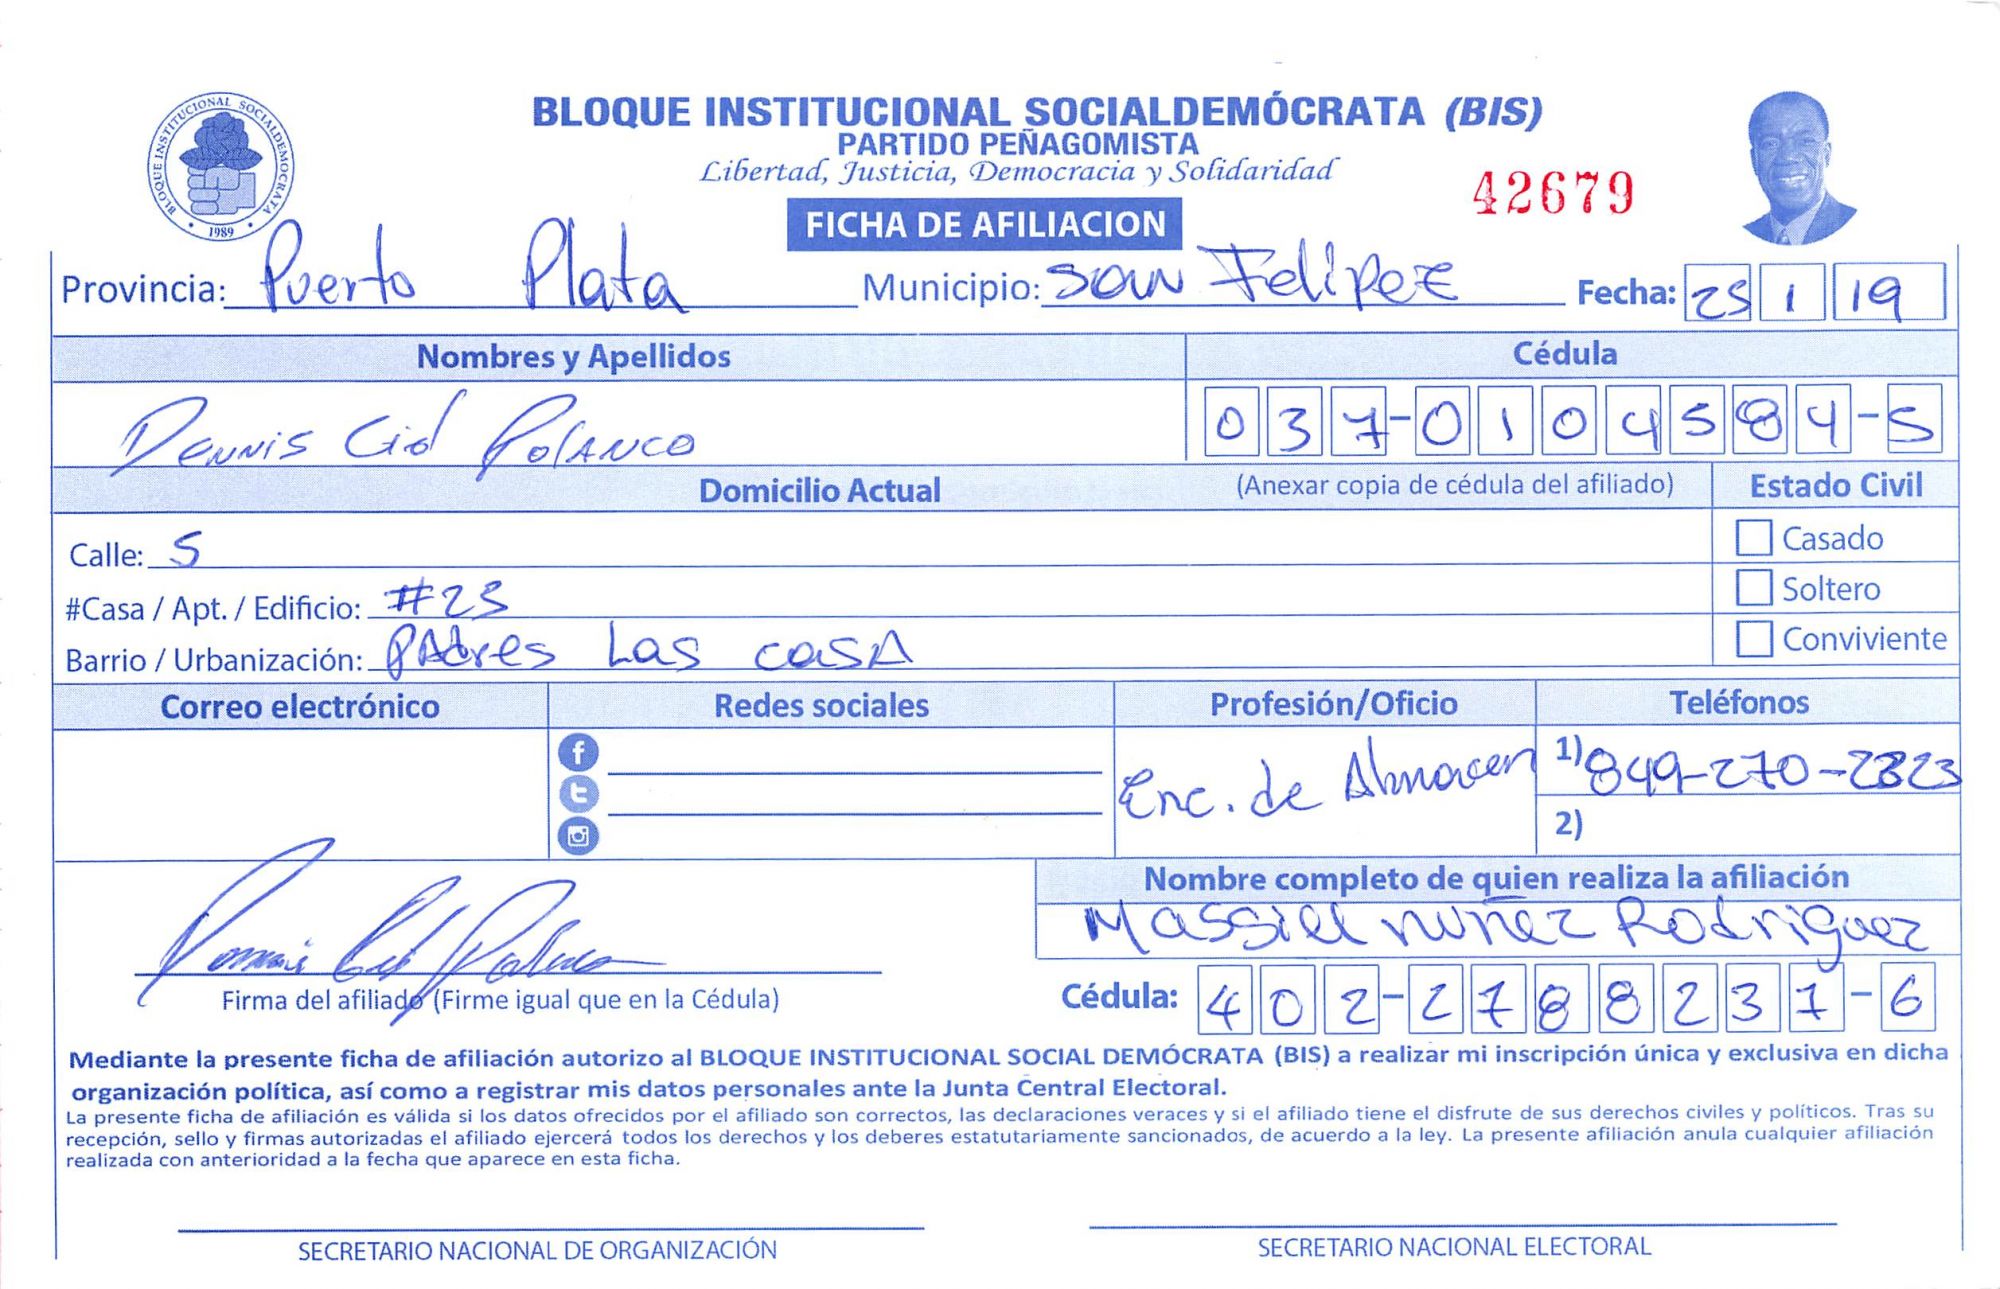 BLOQUE INSTITUCIONAL SOCIALDEMÓCRATA (BIS)
PARTIDO PEÑAGOMISTA
Libertad, Justicia, Democracia y Solidaridad
42679
BLOQUE INSTITUCIONAL SOCIALDEMOCRATA
1989
FICHA DE AFILIACION
Provincia: Puerto Plata Municipio: San Felipez Fecha: 25 1 19
Nombres y Apellidos Cédula
Dennis Cid Polanco 037-0104584-5
Domicilio Actual (Anexar copia de cédula del afiliado) Estado Civil
Calle: 5 Casado
#Casa / Apt. / Edificio: #23 Soltero
Barrio / Urbanización: PAdres Las casA Conviviente
Correo electrónico Redes sociales Profesión/Oficio Teléfonos
Enc. de Almacen 1) 849-270-2323
2)
Nombre completo de quien realiza la afiliación
Massiel nuñez Rodriguez
Dennis Cid Polanco
Firma del afiliado (Firme igual que en la Cédula) Cédula: 402-2788237-6
Mediante la presente ficha de afiliación autorizo al BLOQUE INSTITUCIONAL SOCIAL DEMÓCRATA (BIS) a realizar mi inscripción única y exclusiva en dicha
organización política, así como a registrar mis datos personales ante la Junta Central Electoral.
La presente ficha de afiliación es válida si los datos ofrecidos por el afiliado son correctos, las declaraciones veraces y si el afiliado tiene el disfrute de sus derechos civiles y políticos. Tras su
recepción, sello y firmas autorizadas el afiliado ejercerá todos los derechos y los deberes estatutariamente sancionados, de acuerdo a la ley. La presente afiliación anula cualquier afiliación
realizada con anterioridad a la fecha que aparece en esta ficha.
SECRETARIO NACIONAL DE ORGANIZACIÓN SECRETARIO NACIONAL ELECTORAL